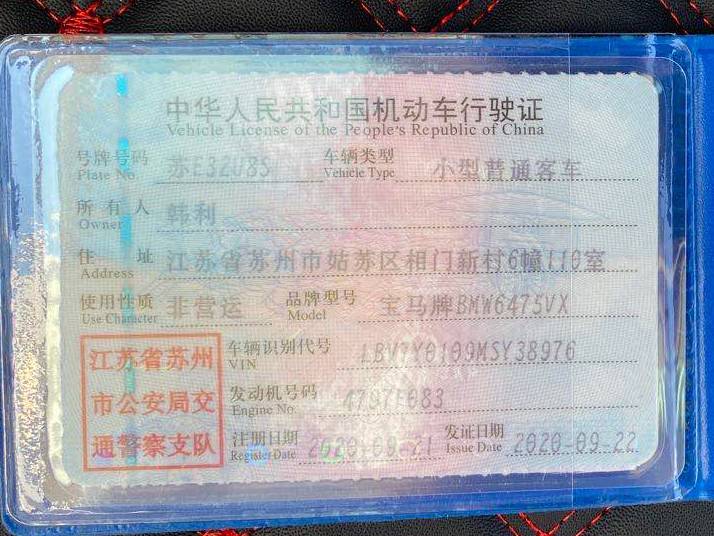 中华人民共和国机动车行驶证
Vehicle License of the People's Republic of China
号牌号码 苏E32U8S 车辆类型 小型普通客车
Plate No. Vehicle Type
所有人 韩利
Owner
住址 江苏省苏州市姑苏区相门新村6幢110室
Address
使用性质 非营运 品牌型号 宝马牌BMW6475VX
Use Character Model
江苏省苏州
市公安局交
通警察支队
车辆识别代号 LBV7Y0109MSY38976
VIN
发动机号码
Engine No.
注册日期 2020-09-21 发证日期 2020-09-22
Register Date Issue Date